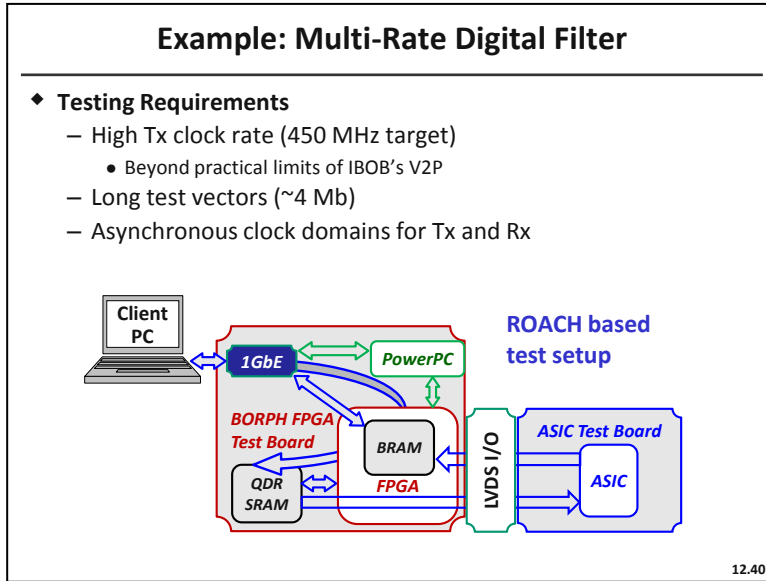 Example: Multi-Rate Digital Filter
◆ Testing Requirements
– High Tx clock rate (450 MHz target)
• Beyond practical limits of IBOB's V2P
– Long test vectors (~4 Mb)
– Asynchronous clock domains for Tx and Rx
Client
PC
1GbE
PowerPC
ROACH based
test setup
BORPH FPGA
Test Board
BRAM
FPGA
QDR
SRAM
LVDS I/O
ASIC Test Board
ASIC
12.40